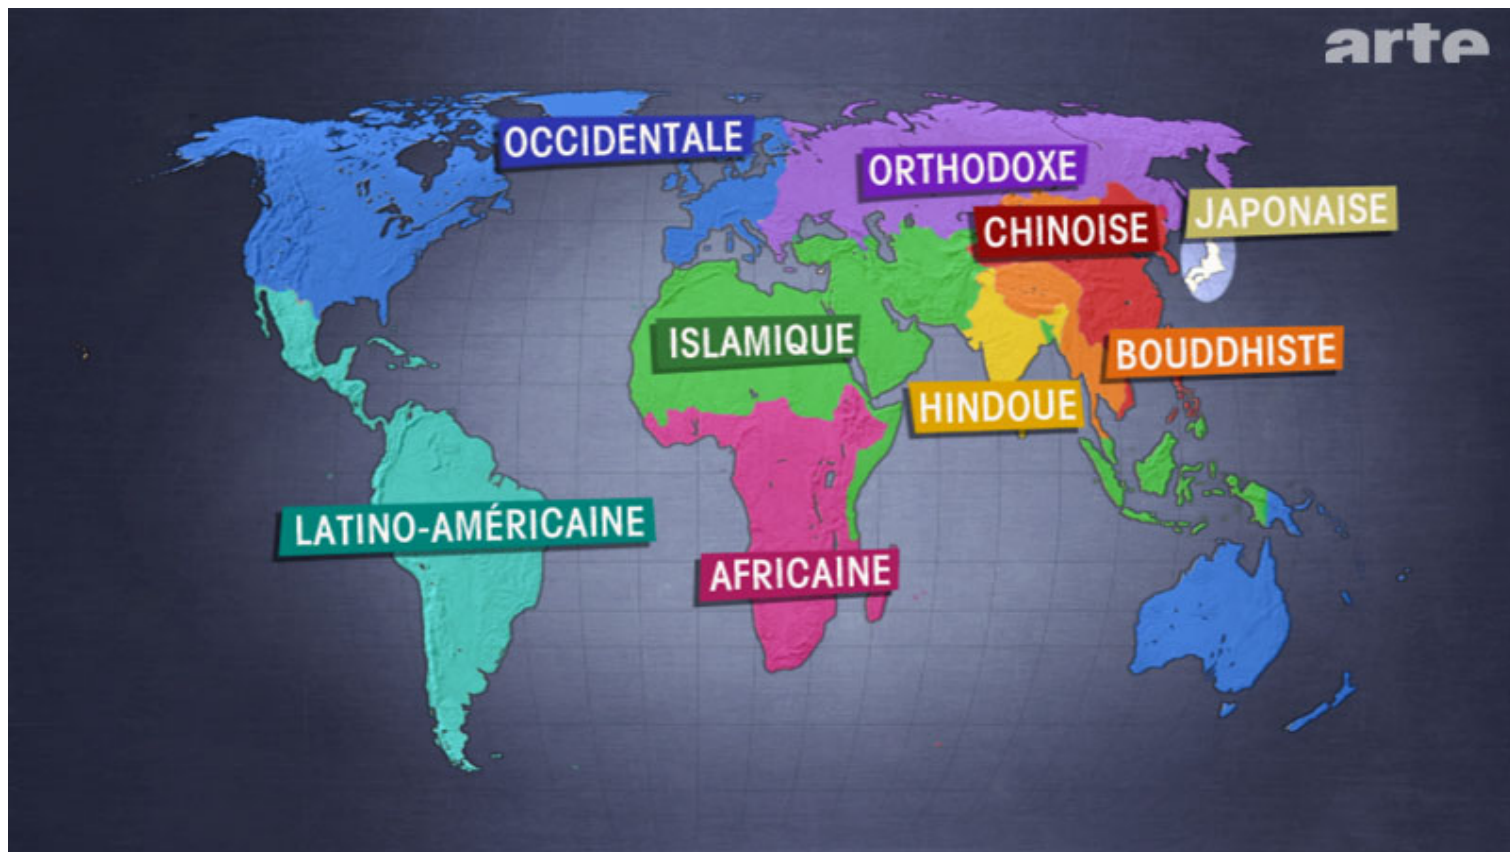 arte
OCCIDENTALE
ORTHODOXE
JAPONAISE
CHINOISE
ISLAMIQUE
BOUDDHISTE
HINDOUE
LATINO-AMÉRICAINE
AFRICAINE